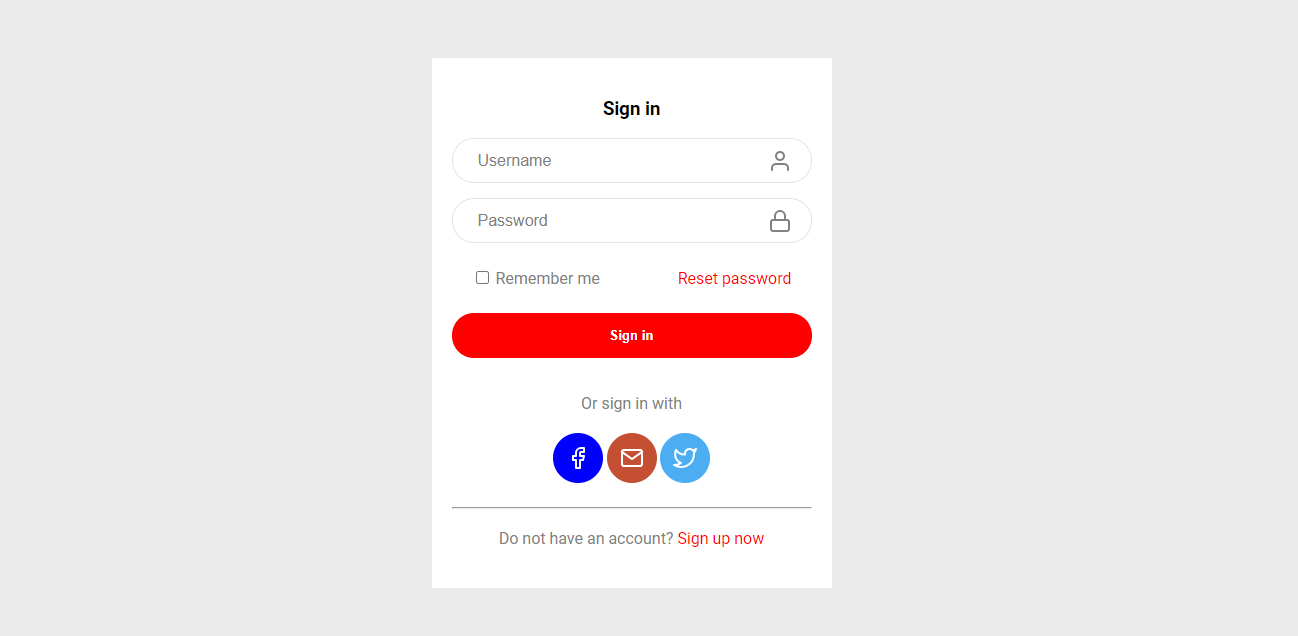 Sign in
Username
Password
Remember me Reset password
Sign in
Or sign in with
Do not have an account? Sign up now